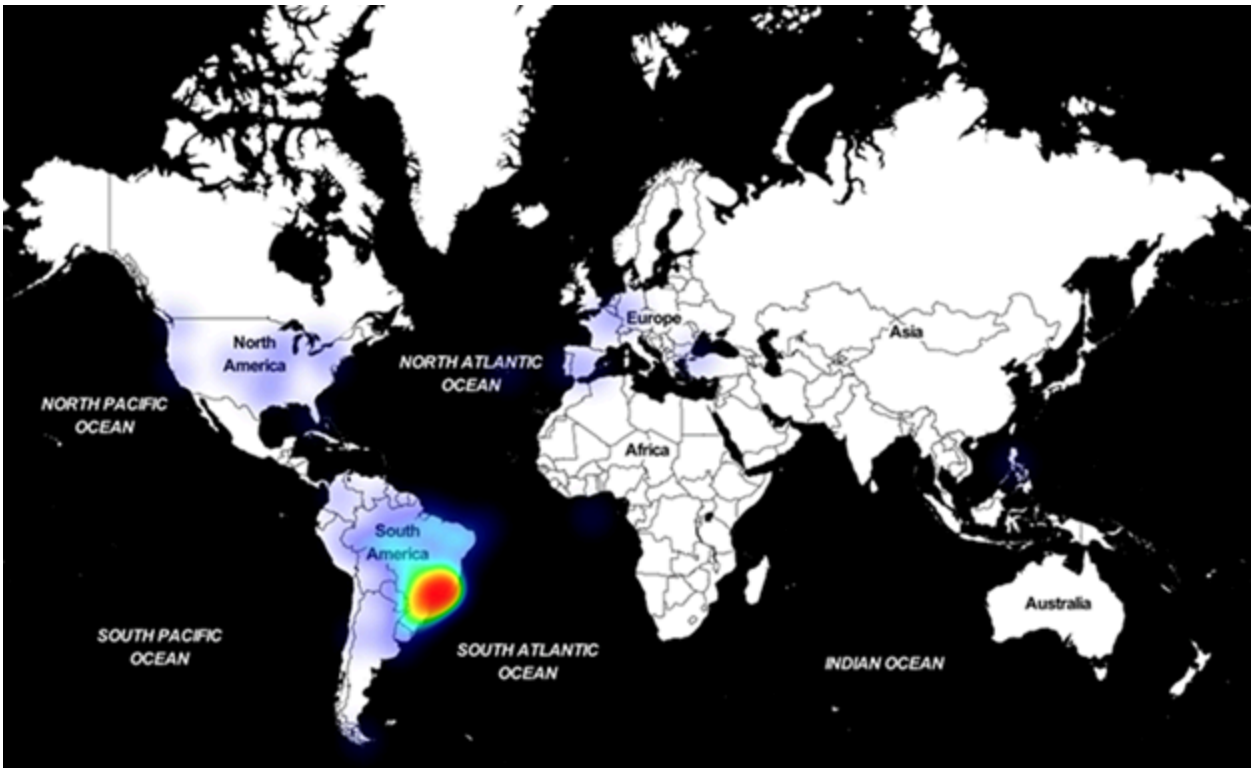 North
America
NORTH ATLANTIC
OCEAN
Europe
Asia
NORTH PACIFIC
OCEAN
Africa
South
America
Australia
SOUTH PACIFIC
OCEAN
SOUTH ATLANTIC
OCEAN
INDIAN OCEAN